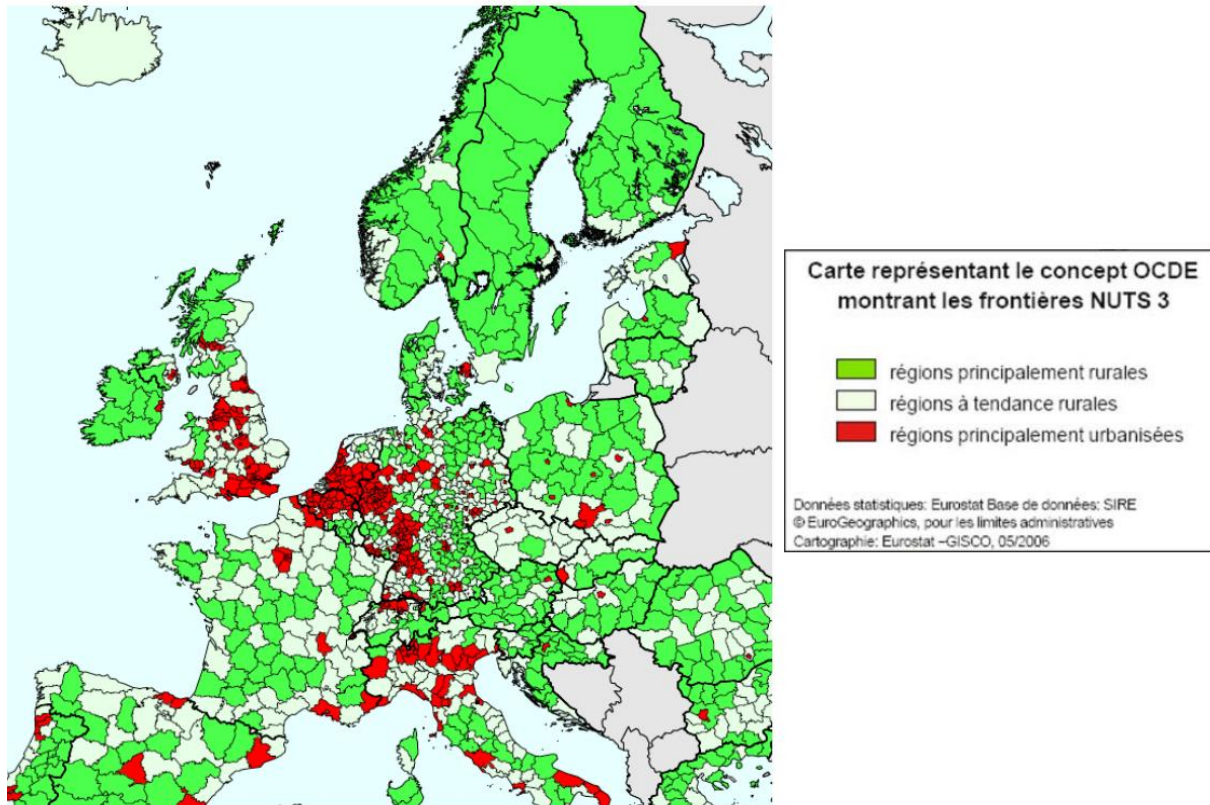 Carte représentant le concept OCDE
montrant les frontières NUTS 3
régions principalement rurales
régions à tendance rurales
régions principalement urbanisées
Données statistiques: Eurostat Base de données: SIRE
© EuroGeographics, pour les limites administratives
Cartographie: Eurostat –GISCO, 05/2006